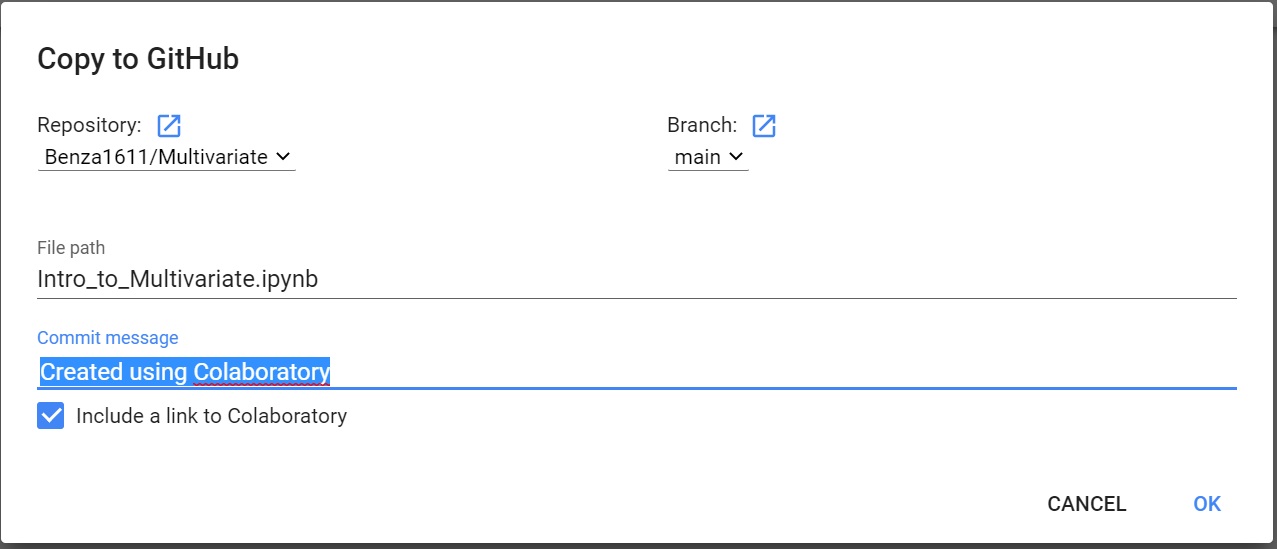 Copy to GitHub
Repository:
Branch:
Benza1611/Multivariate
main
File path
Intro_to_Multivariate.ipynb
Commit message
Created using Colaboratory
Include a link to Colaboratory
CANCEL
OK